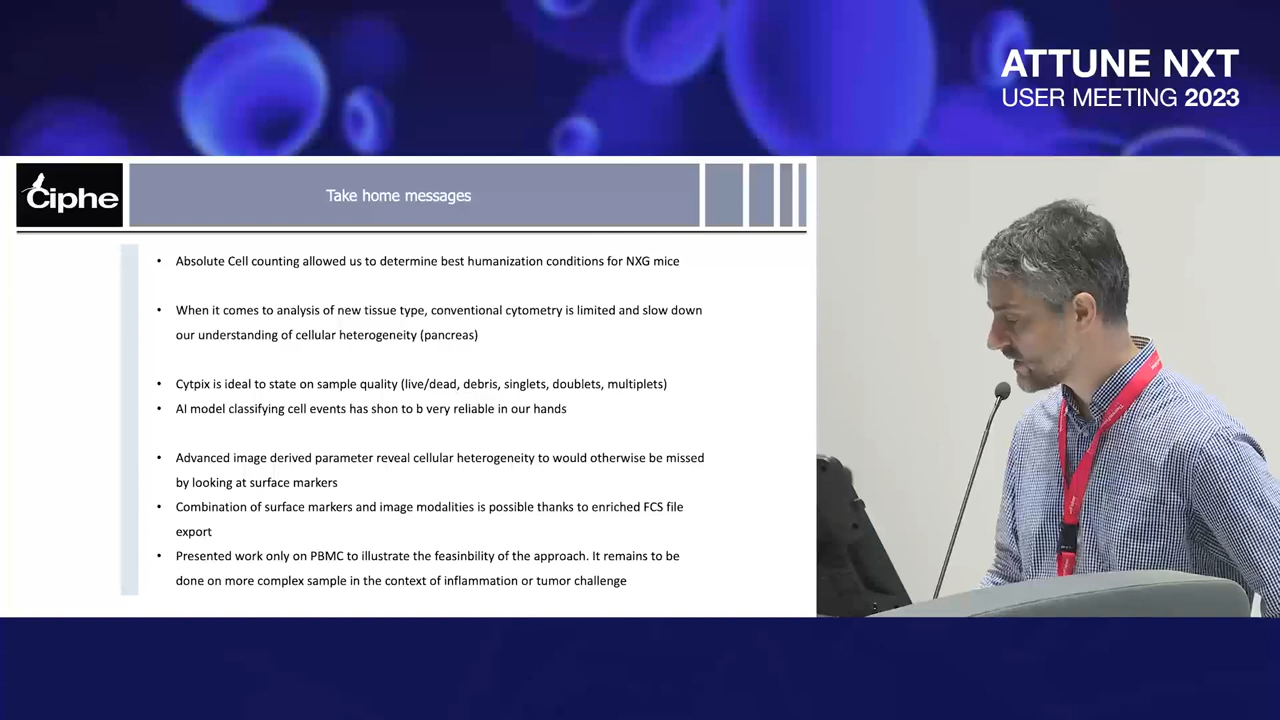 ATTUNE NXT
USER MEETING 2023
Ciphe
Take home messages
• Absolute Cell counting allowed us to determine best humanization conditions for NXG mice
• When it comes to analysis of new tissue type, conventional cytometry is limited and slow down
our understanding of cellular heterogeneity (pancreas)
• Cytpix is ideal to state on sample quality (live/dead, debris, singlets, doublets, multiplets)
• AI model classifying cell events has shon to b very reliable in our hands
• Advanced image derived parameter reveal cellular heterogeneity to would otherwise be missed
by looking at surface markers
• Combination of surface markers and image modalities is possible thanks to enriched FCS file
export
• Presented work only on PBMC to illustrate the feasinbility of the approach. It remains to be
done on more complex sample in the context of inflammation or tumor challenge